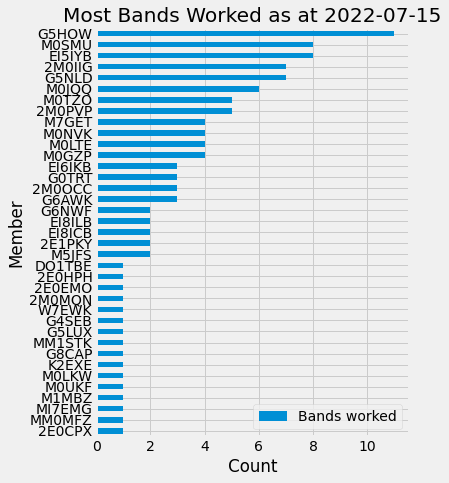 Most Bands Worked as at 2022-07-15
G5HOW
M0SMU
EI5IYB
2M0IIG
G5NLD
M0JQQ
M0TZO
2M0PVP
M7GET
M0NVK
M0LTE
M0GZP
EI6IKB
G0TRT
2M0OCC
G6AWK
G6NWF
EI8ILB
EI8ICB
2E1PKY
M5JFS
DO1TBE
2E0HPH
2E0EMO
2M0MQN
W7EWK
G4SEB
G5LUX
MM1STK
G8CAP
K2EXE
M0LKW
M0UKF
M1MBZ
MI7EMG
MM0MFZ
2E0CPX
Member
Bands worked
0 2 4 6 8 10
Count